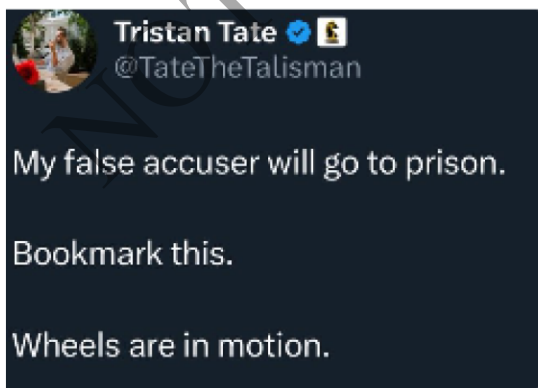 Tristan Tate
@TateTheTalisman
My false accuser will go to prison.
Bookmark this.
Wheels are in motion.